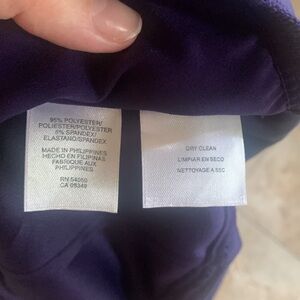 95% POLYESTER/
POLIESTER/POLYESTER
5% SPANDEX/
ELASTANO/SPANDEX
MADE IN PHILIPPINES
HECHO EN FILIPINAS
FABRIQUE AUX
PHILIPPINES
RN 54050
CA 05349
DRY CLEAN
LIMPIAR EN SECO
NETTOYAGE A SEC